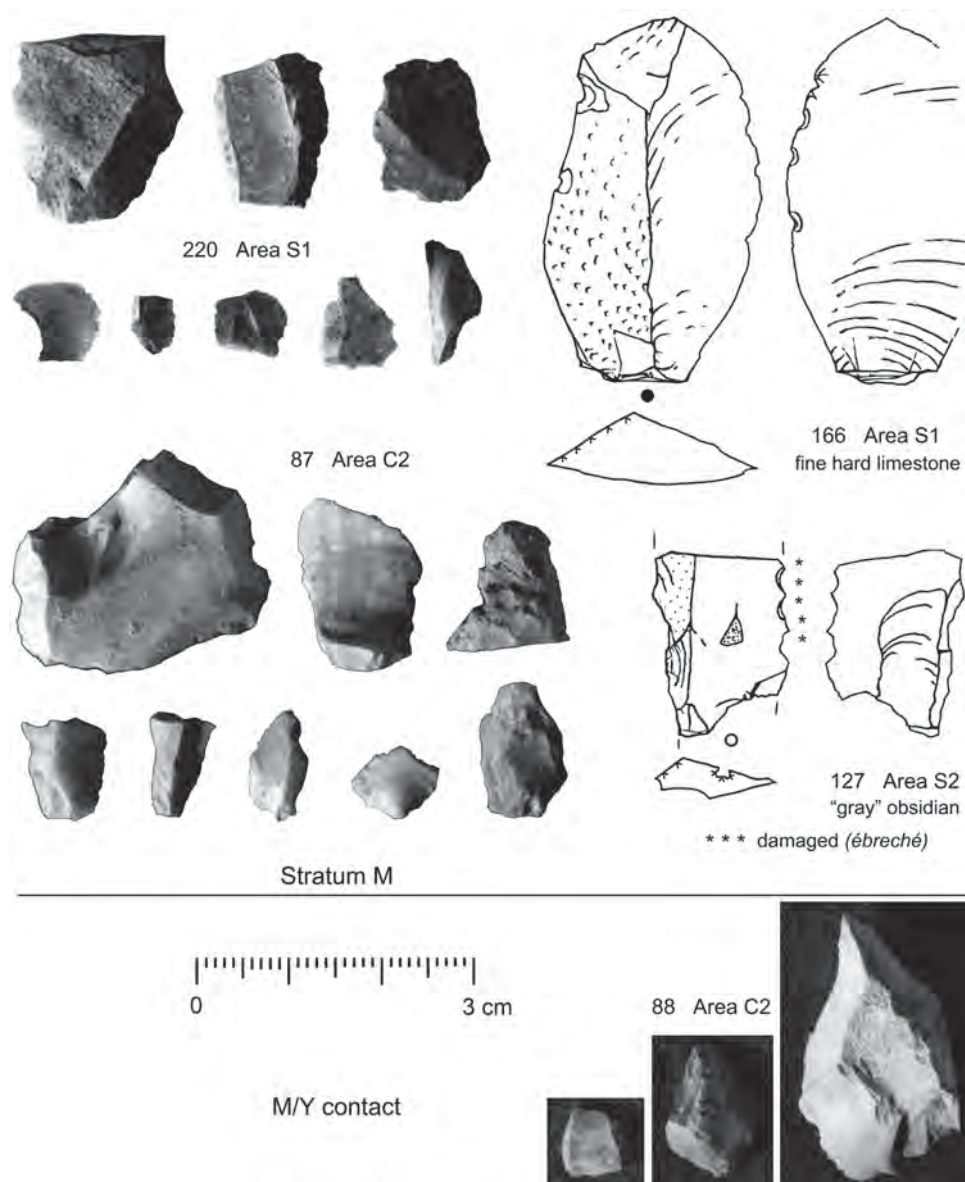 220 Area S1
87 Area C2
166 Area S1
fine hard limestone
127 Area S2
"gray" obsidian
* * * damaged (ébreché)
Stratum M
0 3 cm
88 Area C2
M/Y contact